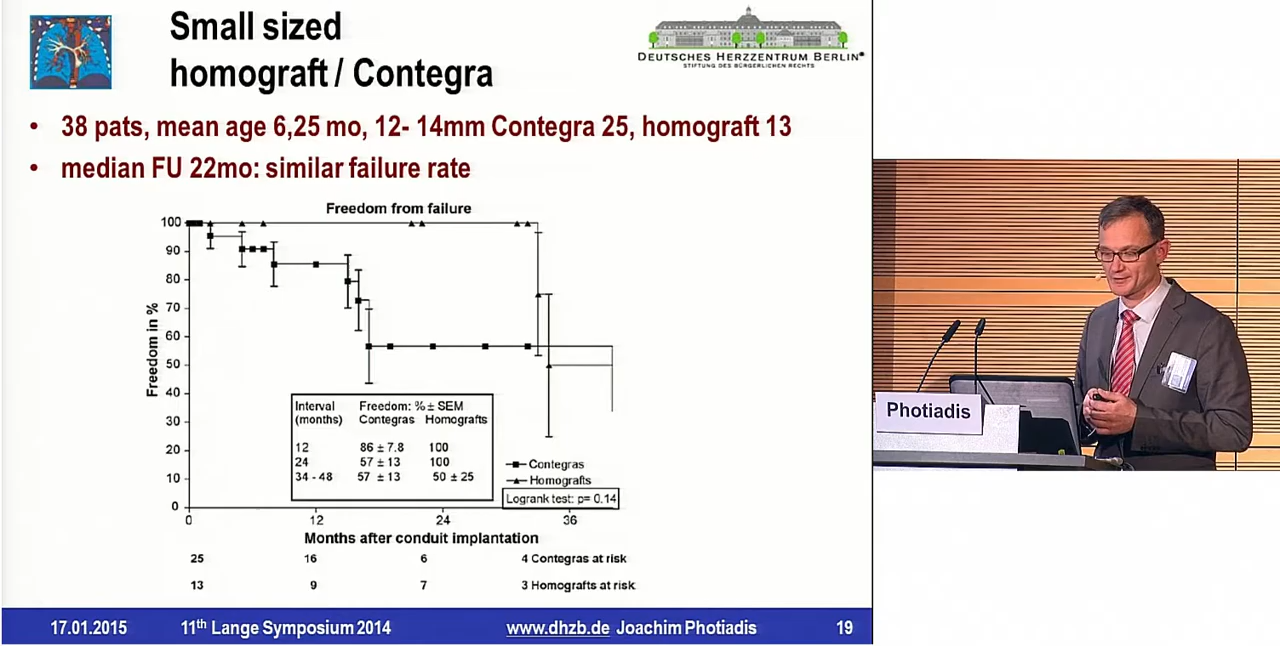 Small sized
homograft / Contegra
DEUTSCHES HERZZENTRUM BERLIN®
STIFTUNG DES BÜRGERLICHEN RECHTS
• 38 pats, mean age 6,25 mo, 12- 14mm Contegra 25, homograft 13
• median FU 22mo: similar failure rate
Freedom from failure
Freedom in %
100
90
80
70
60
50
40
30
20
10
0
Interval Freedom: % ± SEM
(months) Contegras Homografts
12 86 ± 7.8 100
24 57 ± 13 100
34 - 48 57 ± 13 50 ± 25
Contegras
Homografts
Logrank test: p= 0.14
0 12 24 36
Months after conduit implantation
25 16 6 4 Contegras at risk
13 9 7 3 Homografts at risk
17.01.2015 11th Lange Symposium 2014 www.dhzb.de Joachim Photiadis 19
Photiadis